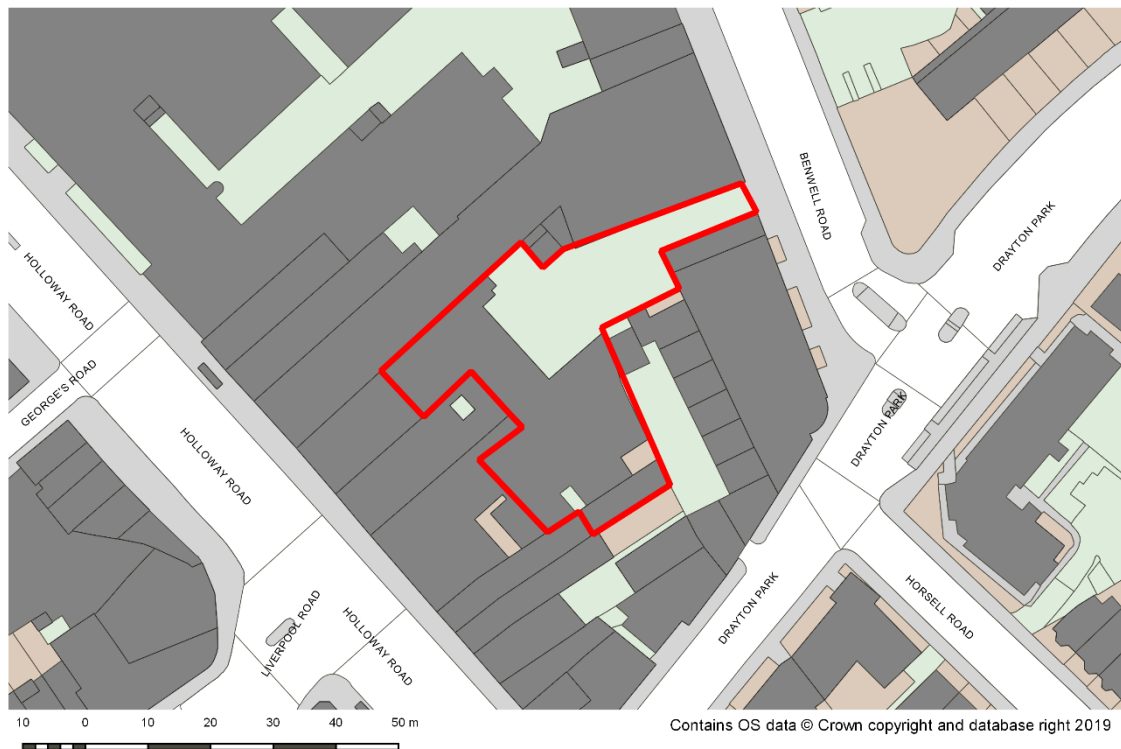 BENWELL ROAD
DRAYTON PARK
HOLLOWAY ROAD
GEORGE'S ROAD
HOLLOWAY ROAD
DRAYTON PARK
HORSELL ROAD
DRAYTON PARK
LIVERPOOL ROAD
HOLLOWAY ROAD
10 0 10 20 30 40 50 m
Contains OS data © Crown copyright and database right 2019